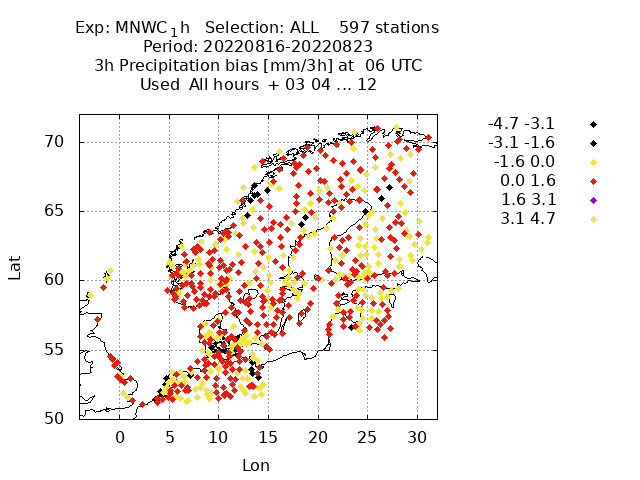 Exp: MNWC_1h Selection: ALL 597 stations
Period: 20220816-20220823
3h Precipitation bias [mm/3h] at 06 UTC
Used All hours + 03 04 ... 12
-4.7 -3.1
-3.1 -1.6
-1.6 0.0
0.0 1.6
1.6 3.1
3.1 4.7
70
65
60
55
50
Lat
0 5 10 15 20 25 30
Lon